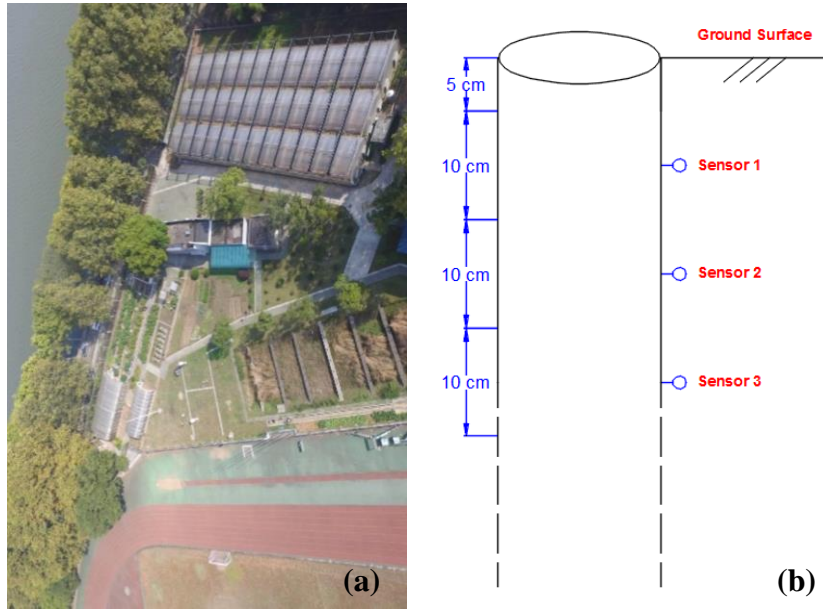 Ground Surface
5 cm
10 cm
Sensor 1
10 cm
Sensor 2
10 cm
Sensor 3
(a)
(b)